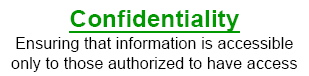 Confidentiality
Ensuring that information is accessible
only to those authorized to have access